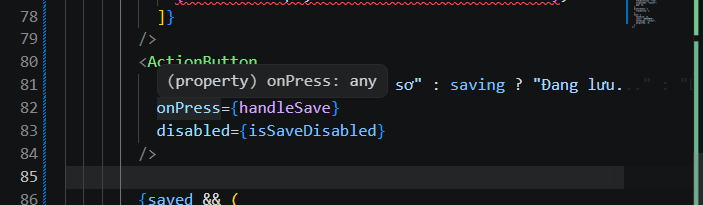 78 ]}
79 />
80 <ActionButton
(property) onPress: any
81 sơ" : saving ? "Đang lưu..." : "L
82 onPress={handleSave}
83 disabled={isSaveDisabled}
84 />
85
86 {saved && (